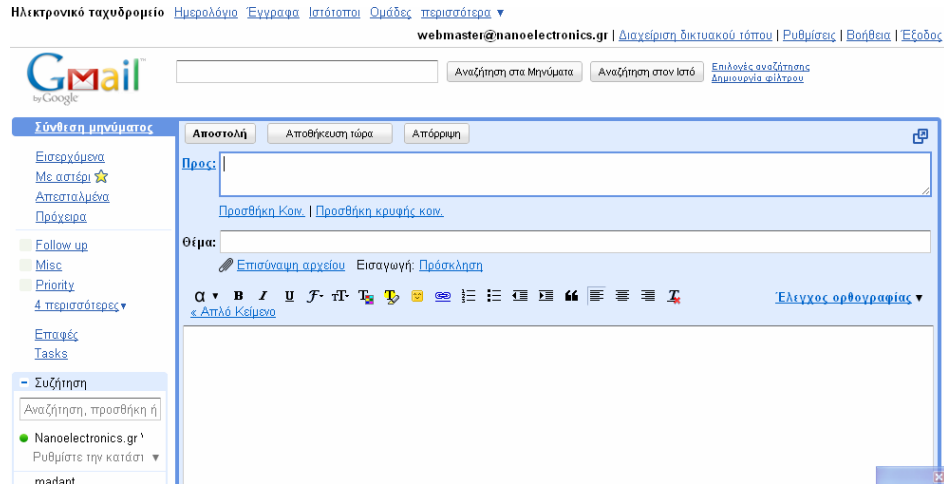 Ηλεκτρονικό ταχυδρομείο Ημερολόγιο Έγγραφα Ιστότοποι Ομάδες περισσότερα ▼
webmaster@nanoelectronics.gr | Διαχείριση δικτυακού τόπου | Ρυθμίσεις | Βοήθεια | Έξοδος
Gmail™
by Google
Αναζήτηση στα Μηνύματα Αναζήτηση στον Ιστό
Επιλογές αναζήτησης
Δημιουργία φίλτρου
Σύνθεση μηνύματος
Εισερχόμενα
Με αστέρι
Απεσταλμένα
Πρόχειρα
Follow up
Misc
Priority
4 περισσότερες ▾
Επαφές
Tasks
Συζήτηση
Αναζήτηση, προσθήκη ή
Nanoelectronics.gr
Ρυθμίστε την κατάστ ▼
madant
Αποστολή Αποθήκευση τώρα Απόρριψη
Προς:
Προσθήκη Κοιν. | Προσθήκη κρυφής κοιν.
Θέμα:
Επισύναψη αρχείου Εισαγωγή: Πρόσκληση
Έλεγχος ορθογραφίας ▼
« Απλό Κείμενο